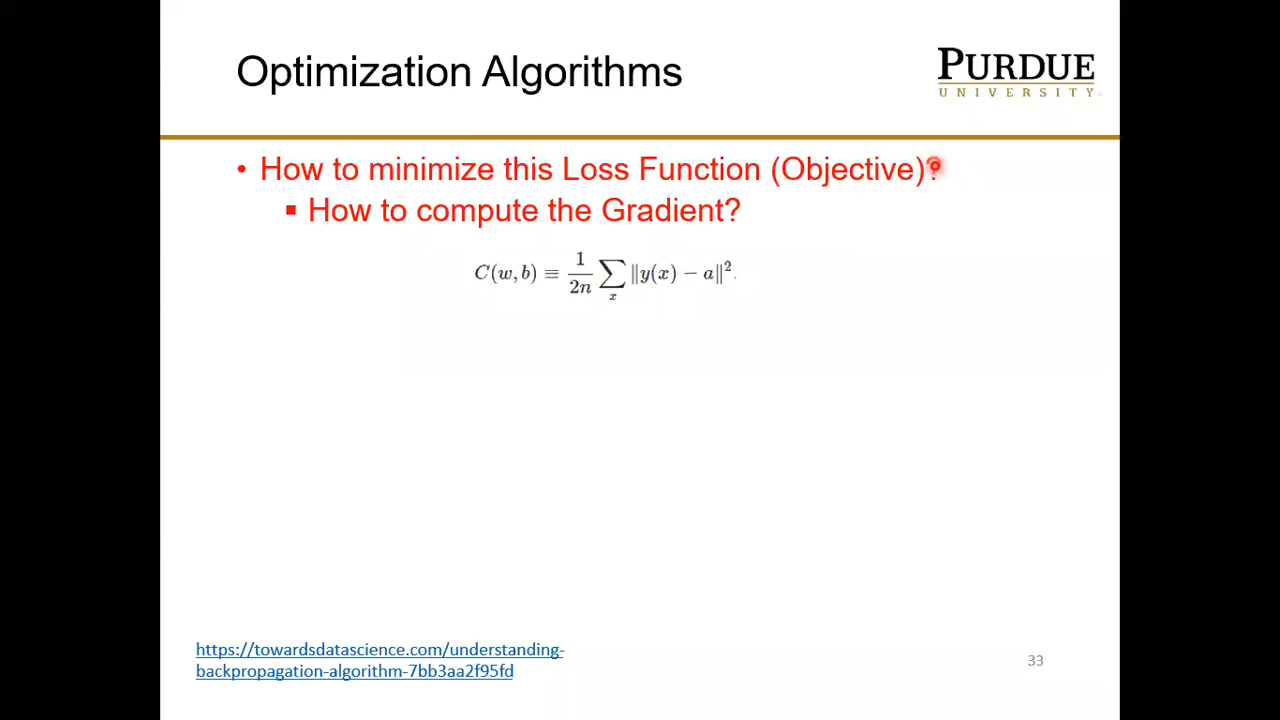 Optimization Algorithms
PURDUE
UNIVERSITY
• How to minimize this Loss Function (Objective)?
▪ How to compute the Gradient?
C(w, b) ≡ 1/2n ∑x ‖y(x) − a‖².
https://towardsdatascience.com/understanding-
backpropagation-algorithm-7bb3aa2f95fd
33